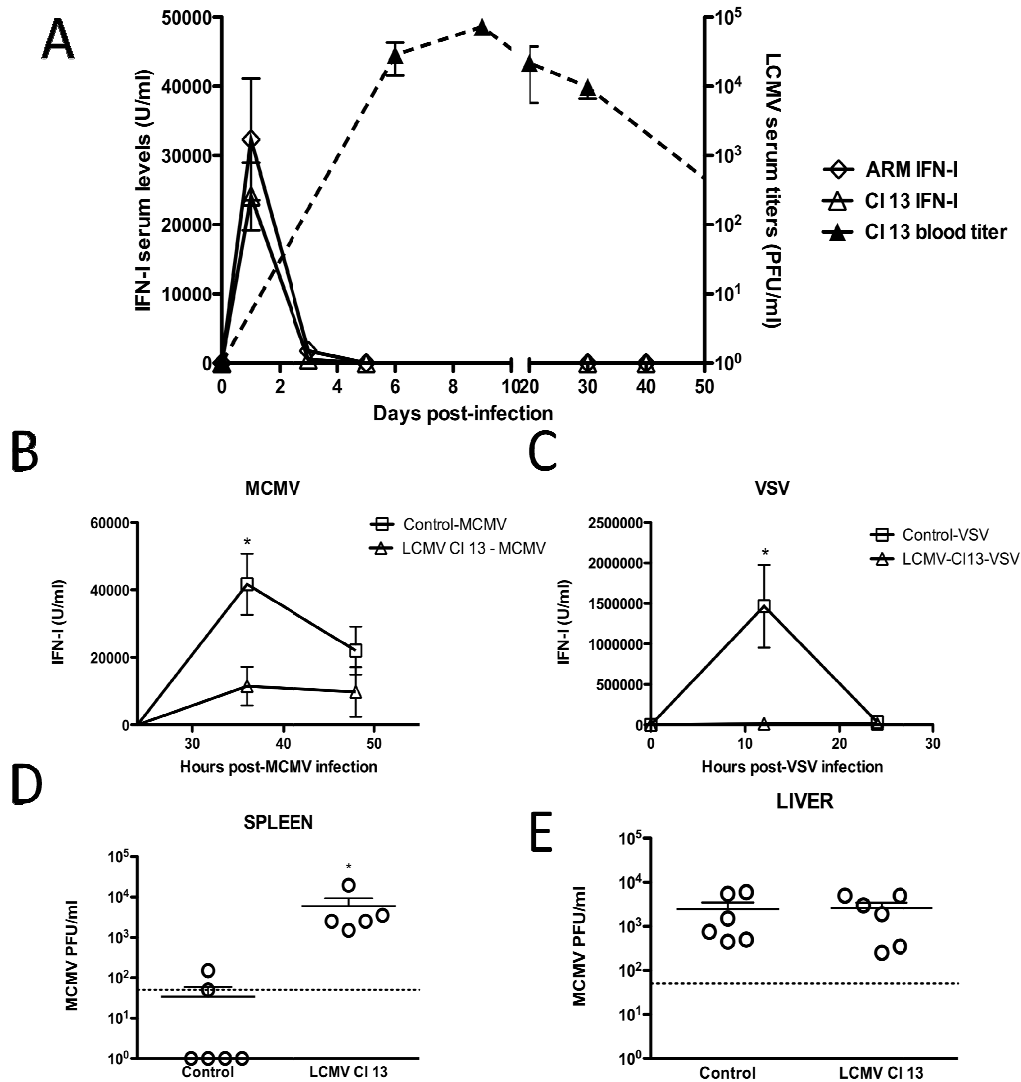 A
50000
40000
30000
20000
10000
0
IFN-I serum levels (U/ml)
10^5
10^4
10^3
10^2
10^1
10^0
LCMV serum titers (PFU/ml)
0 2 4 6 8 10 20 30 40 50
Days post-infection
ARM IFN-I
Cl 13 IFN-I
Cl 13 blood titer
B
MCMV
60000
40000
20000
0
IFN-I (U/ml)
*
Control-MCMV
LCMV Cl 13 - MCMV
30 40 50
Hours post-MCMV infection
C
VSV
2500000
2000000
1500000
1000000
500000
0
IFN-I (U/ml)
*
Control-VSV
LCMV-Cl13-VSV
0 10 20 30
Hours post-VSV infection
D
SPLEEN
10^5
10^4
10^3
10^2
10^1
10^0
MCMV PFU/ml
*
Control LCMV Cl 13
E
LIVER
10^5
10^4
10^3
10^2
10^1
10^0
MCMV PFU/ml
Control LCMV Cl 13